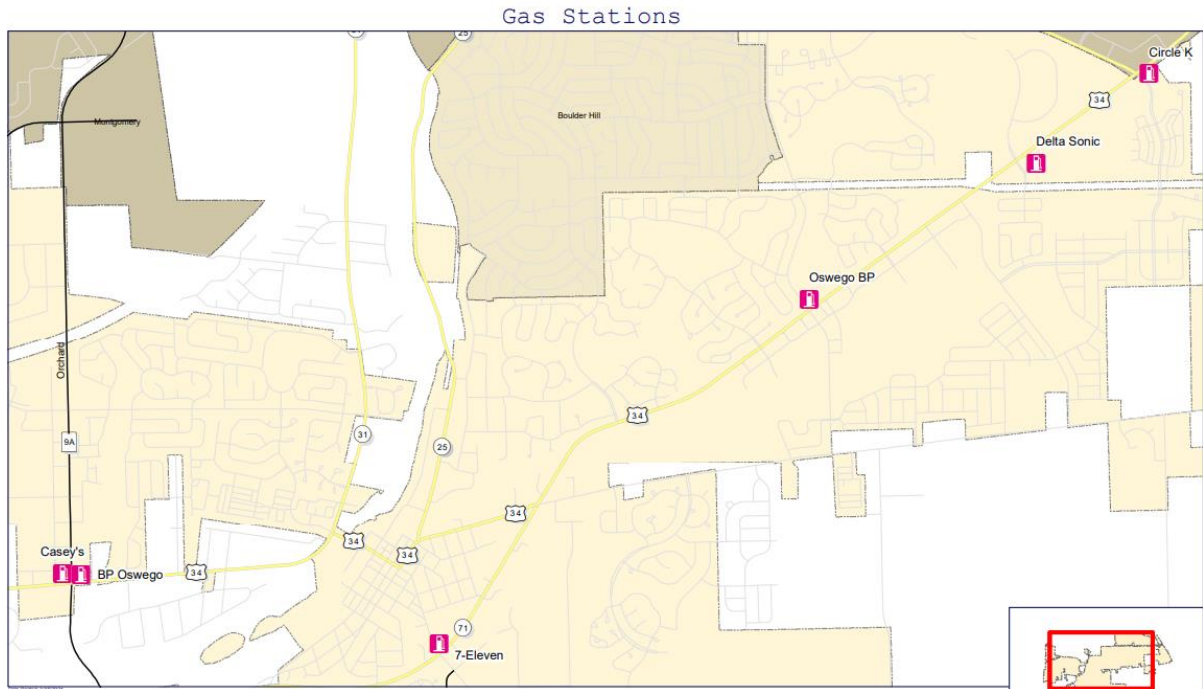 Gas Stations
25
Circle K
34
Montgomery
Boulder Hill
Delta Sonic
Oswego BP
Orchard
34
9A
31
25
34
34
34
Casey's
BP Oswego
34
71
7-Eleven